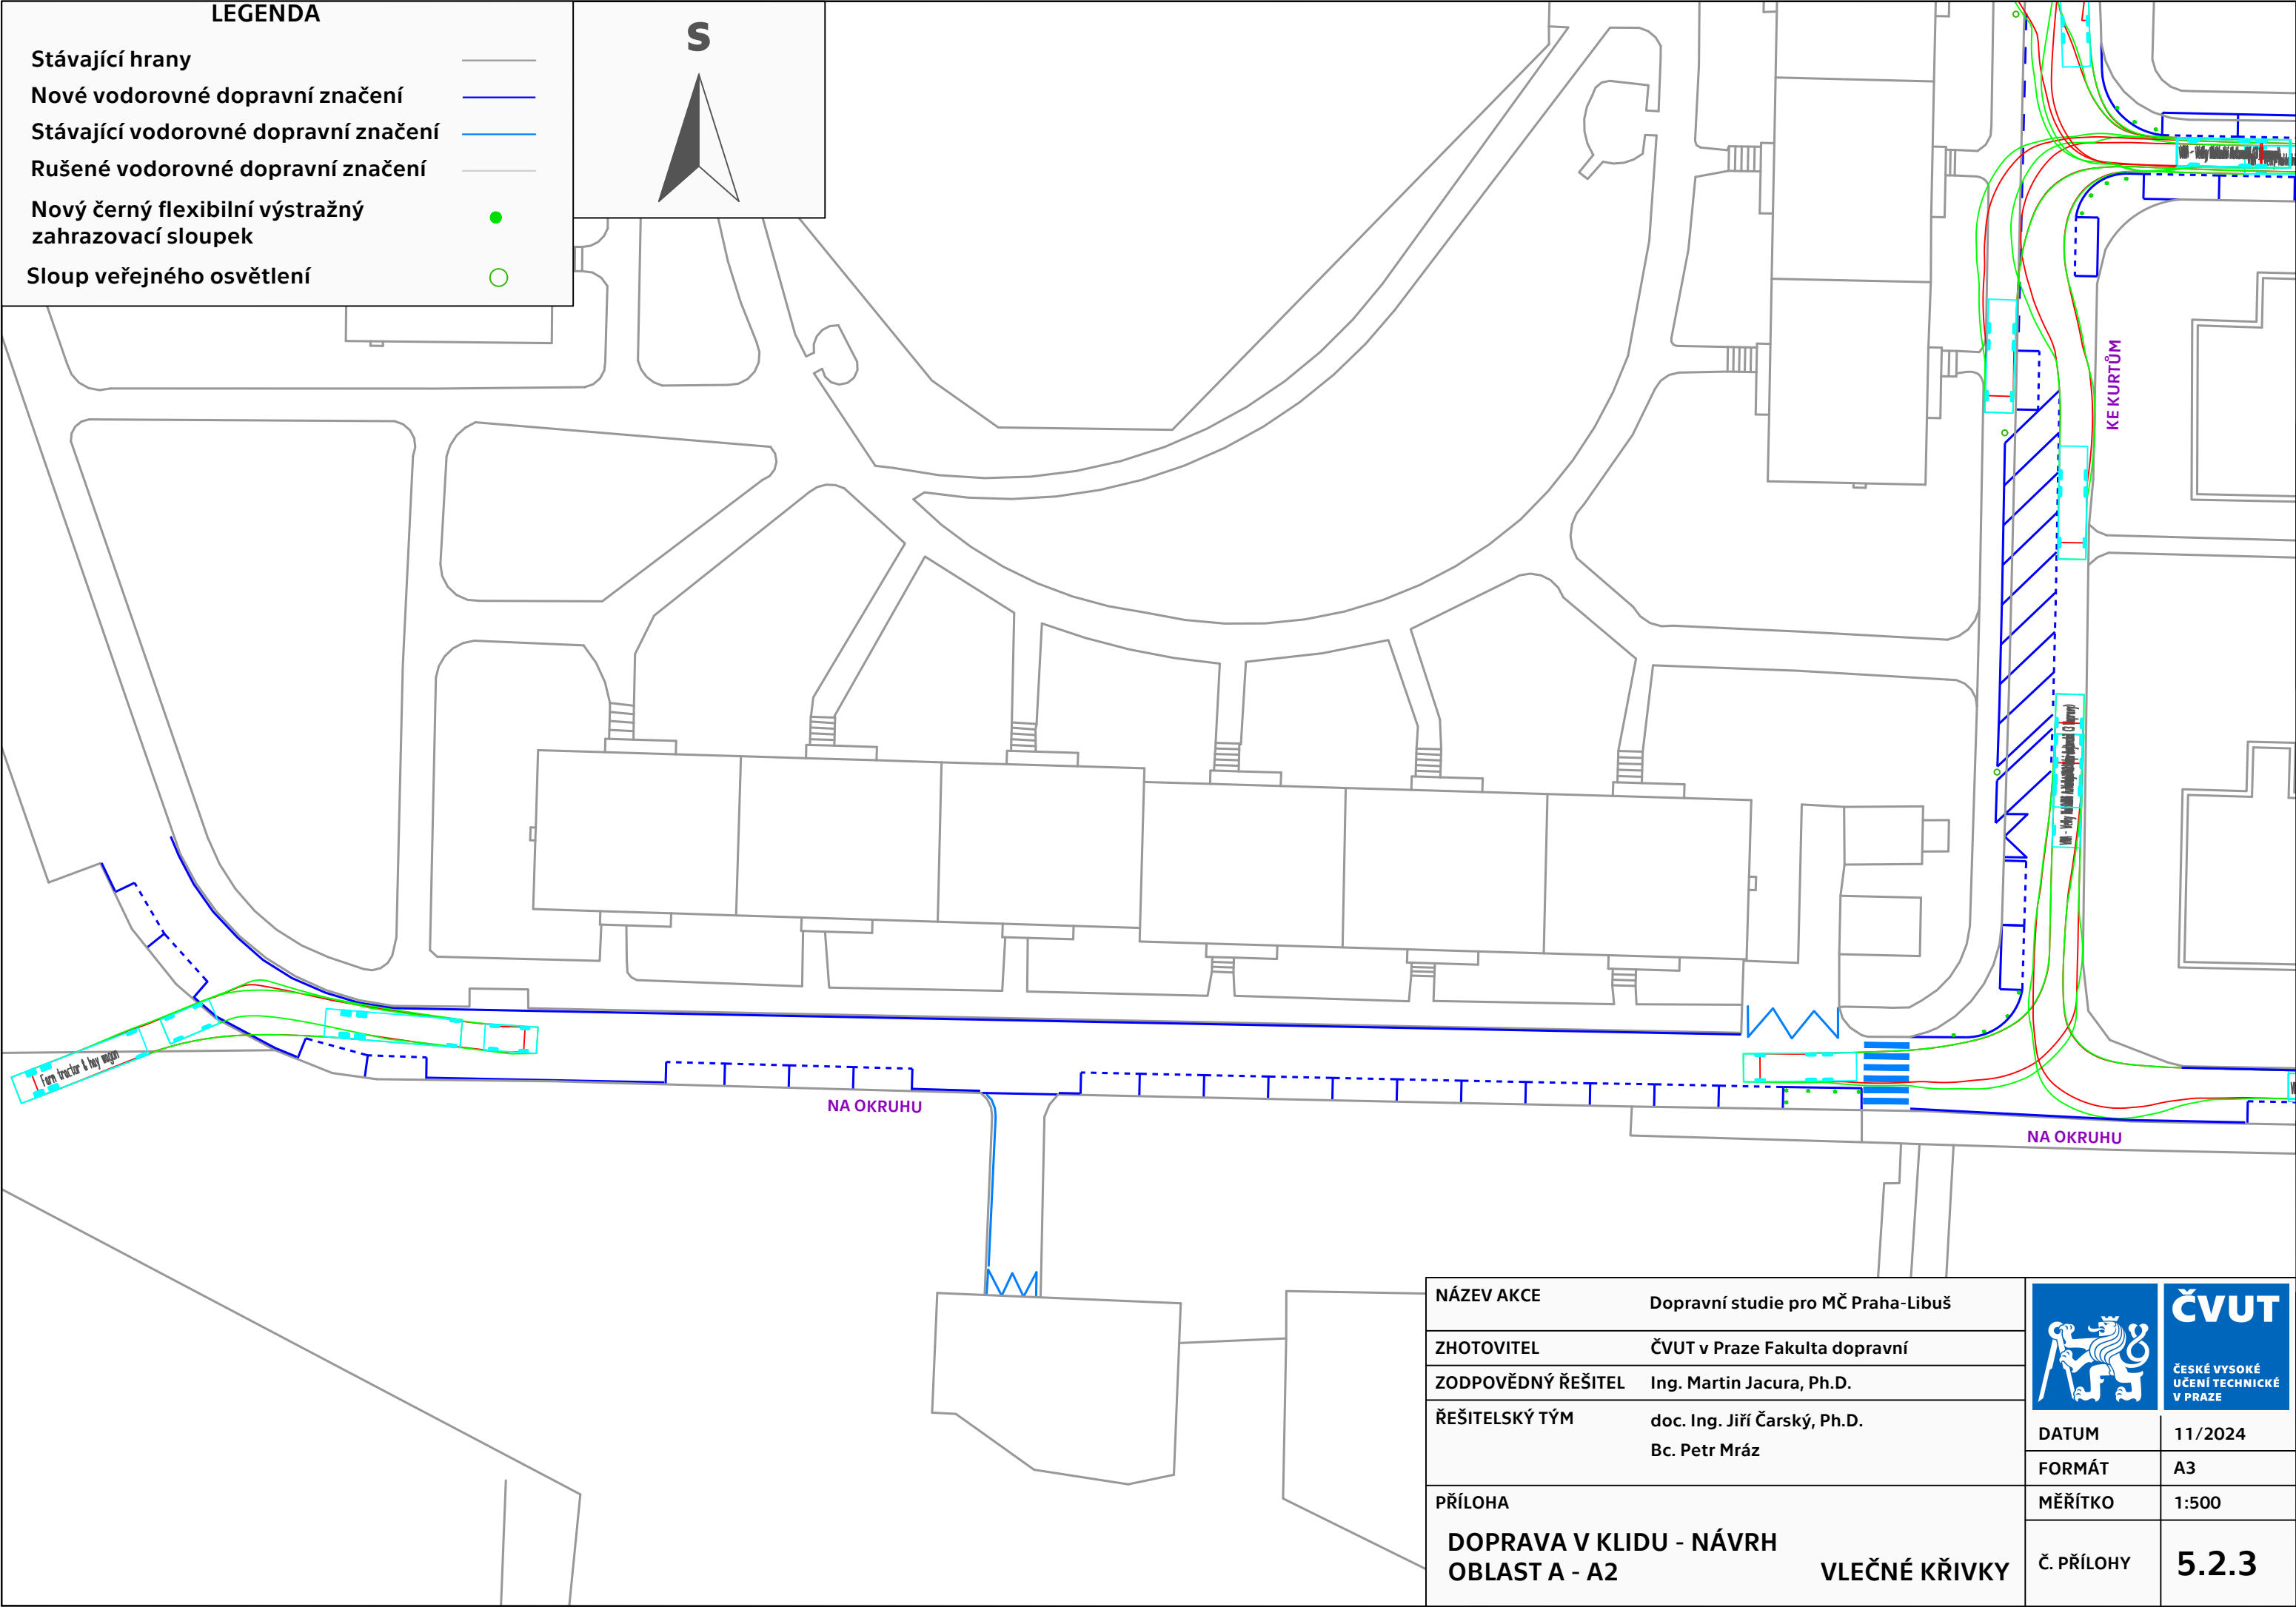 LEGENDA
Stávající hrany
Nové vodorovné dopravní značení
Stávající vodorovné dopravní značení
Rušené vodorovné dopravní značení
Nový černý flexibilní výstražný
zahrazovací sloupek
Sloup veřejného osvětlení
S
KE KURTŮM
Farm tractor & hay wagon
NA OKRUHU
NA OKRUHU
NÁZEV AKCE Dopravní studie pro MČ Praha-Libuš
ZHOTOVITEL ČVUT v Praze Fakulta dopravní
ZODPOVĚDNÝ ŘEŠITEL Ing. Martin Jacura, Ph.D.
ŘEŠITELSKÝ TÝM doc. Ing. Jiří Čarský, Ph.D.
Bc. Petr Mráz
PŘÍLOHA
DOPRAVA V KLIDU - NÁVRH
OBLAST A - A2 VLEČNÉ KŘIVKY
ČVUT
ČESKÉ VYSOKÉ
UČENÍ TECHNICKÉ
V PRAZE
DATUM 11/2024
FORMÁT A3
MĚŘÍTKO 1:500
Č. PŘÍLOHY 5.2.3